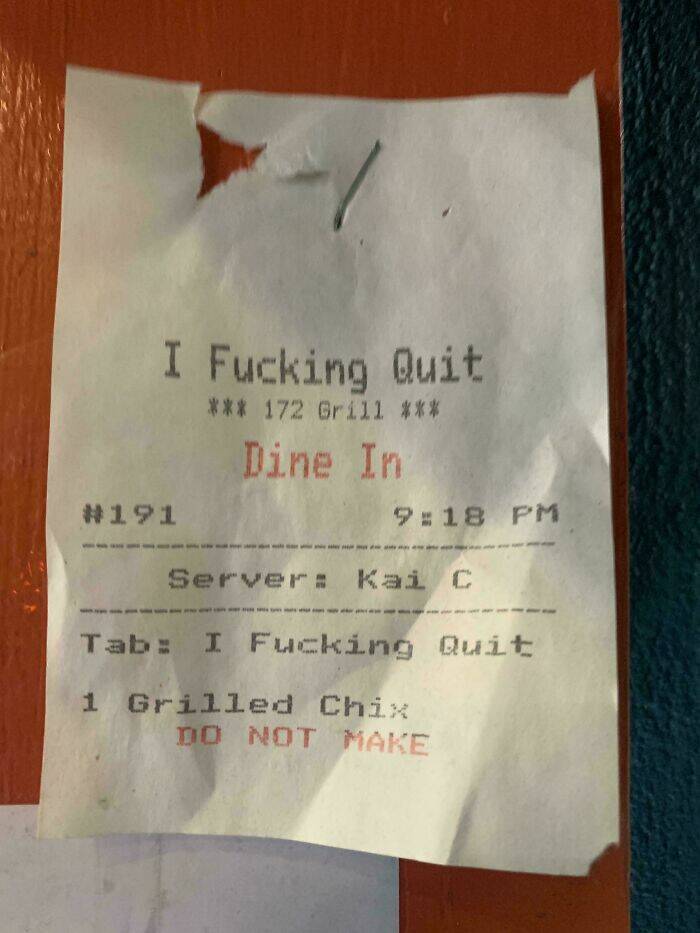 I Fucking Quit
*** 172 Grill ***
Dine In
#191 9:18 PM
Server: Kai C
Tab: I Fucking Quit
1 Grilled Chix
DO NOT MAKE